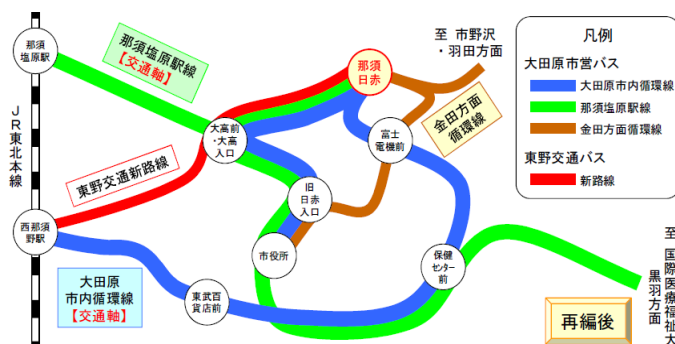 那須
塩原駅
JR東北本線
西那須
野駅
那須塩原駅線
【交通軸】
東野交通新路線
大田原
市内循環線
【交通軸】
大高前
・大高
入口
那須
日赤
至 市野沢
・羽田方面
金田方面
循環線
富士
電機前
旧
日赤
入口
市役所
東武百
貨店前
保健
センター
前
至 国際医療福祉大
黒羽方面
再編後
凡例
大田原市営バス
大田原市内循環線
那須塩原駅線
金田方面循環線
東野交通バス
新路線